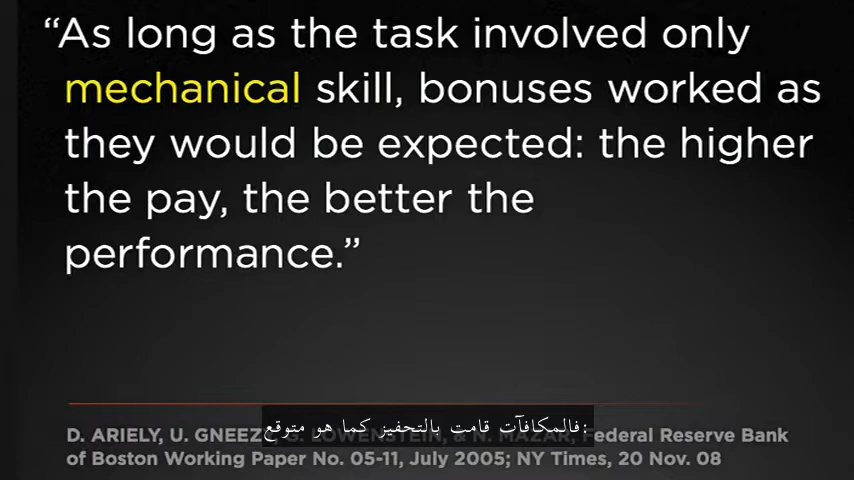 “As long as the task involved only
mechanical skill, bonuses worked as
they would be expected: the higher
the pay, the better the
performance.”
فالمكافآت قامت بالتحفيز كما هو متوقع:
D. ARIELY, U. GNEEZY, G. LOWENSTEIN, & N. MAZAR, Federal Reserve Bank
of Boston Working Paper No. 05-11, July 2005; NY Times, 20 Nov. 08